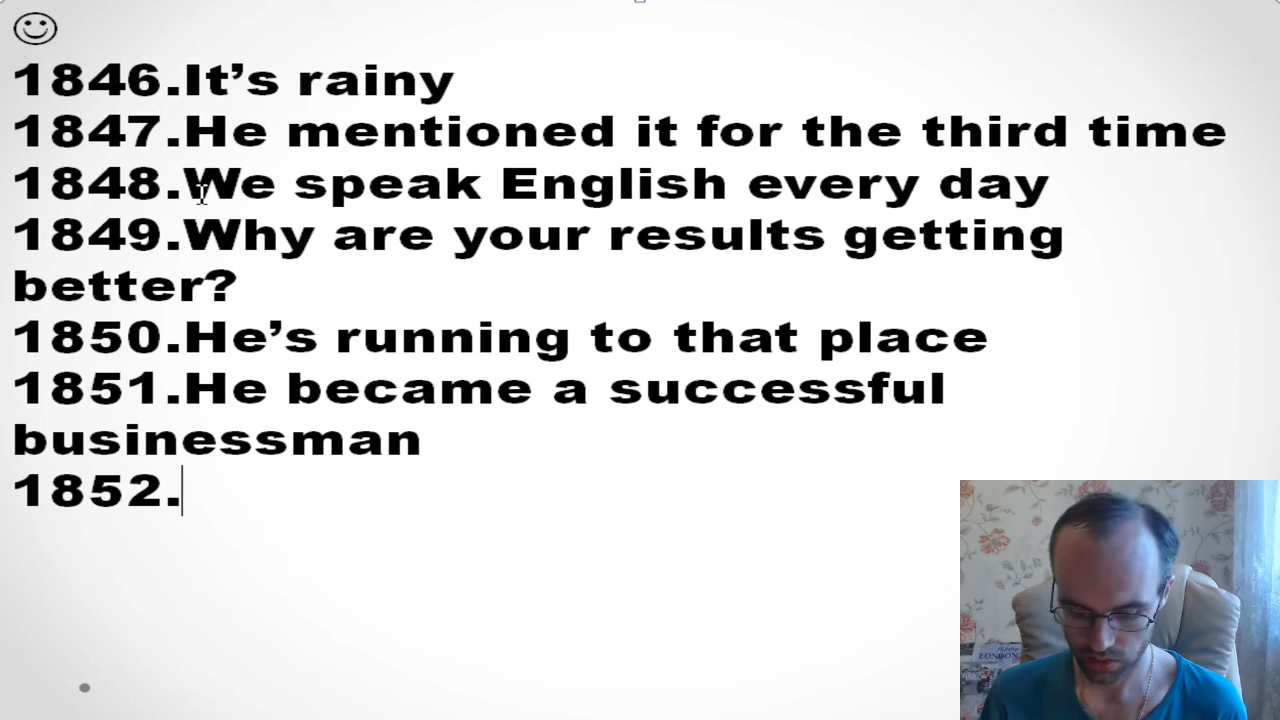 1846.It's rainy
1847.He mentioned it for the third time
1848.We speak English every day
1849.Why are your results getting
better?
1850.He's running to that place
1851.He became a successful
businessman
1852.
LONDON